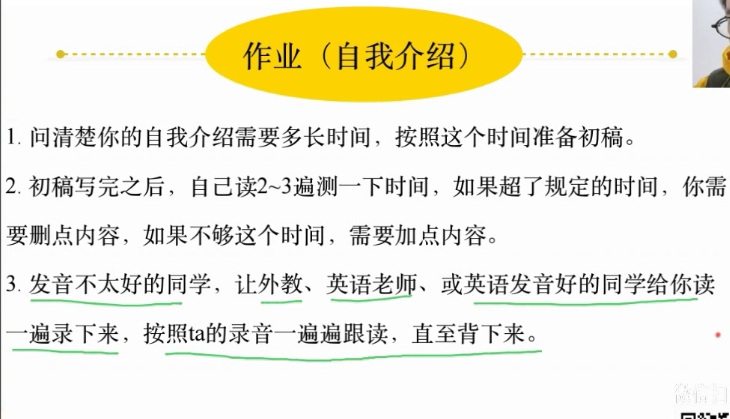 作业（自我介绍）
1. 问清楚你的自我介绍需要多长时间，按照这个时间准备初稿。
2. 初稿写完之后，自己读2~3遍测一下时间，如果超了规定的时间，你需
要删点内容，如果不够这个时间，需要加点内容。
3. 发音不太好的同学，让外教、英语老师、或英语发音好的同学给你读
一遍录下来，按照ta的录音一遍遍跟读，直至背下来。
微信扫